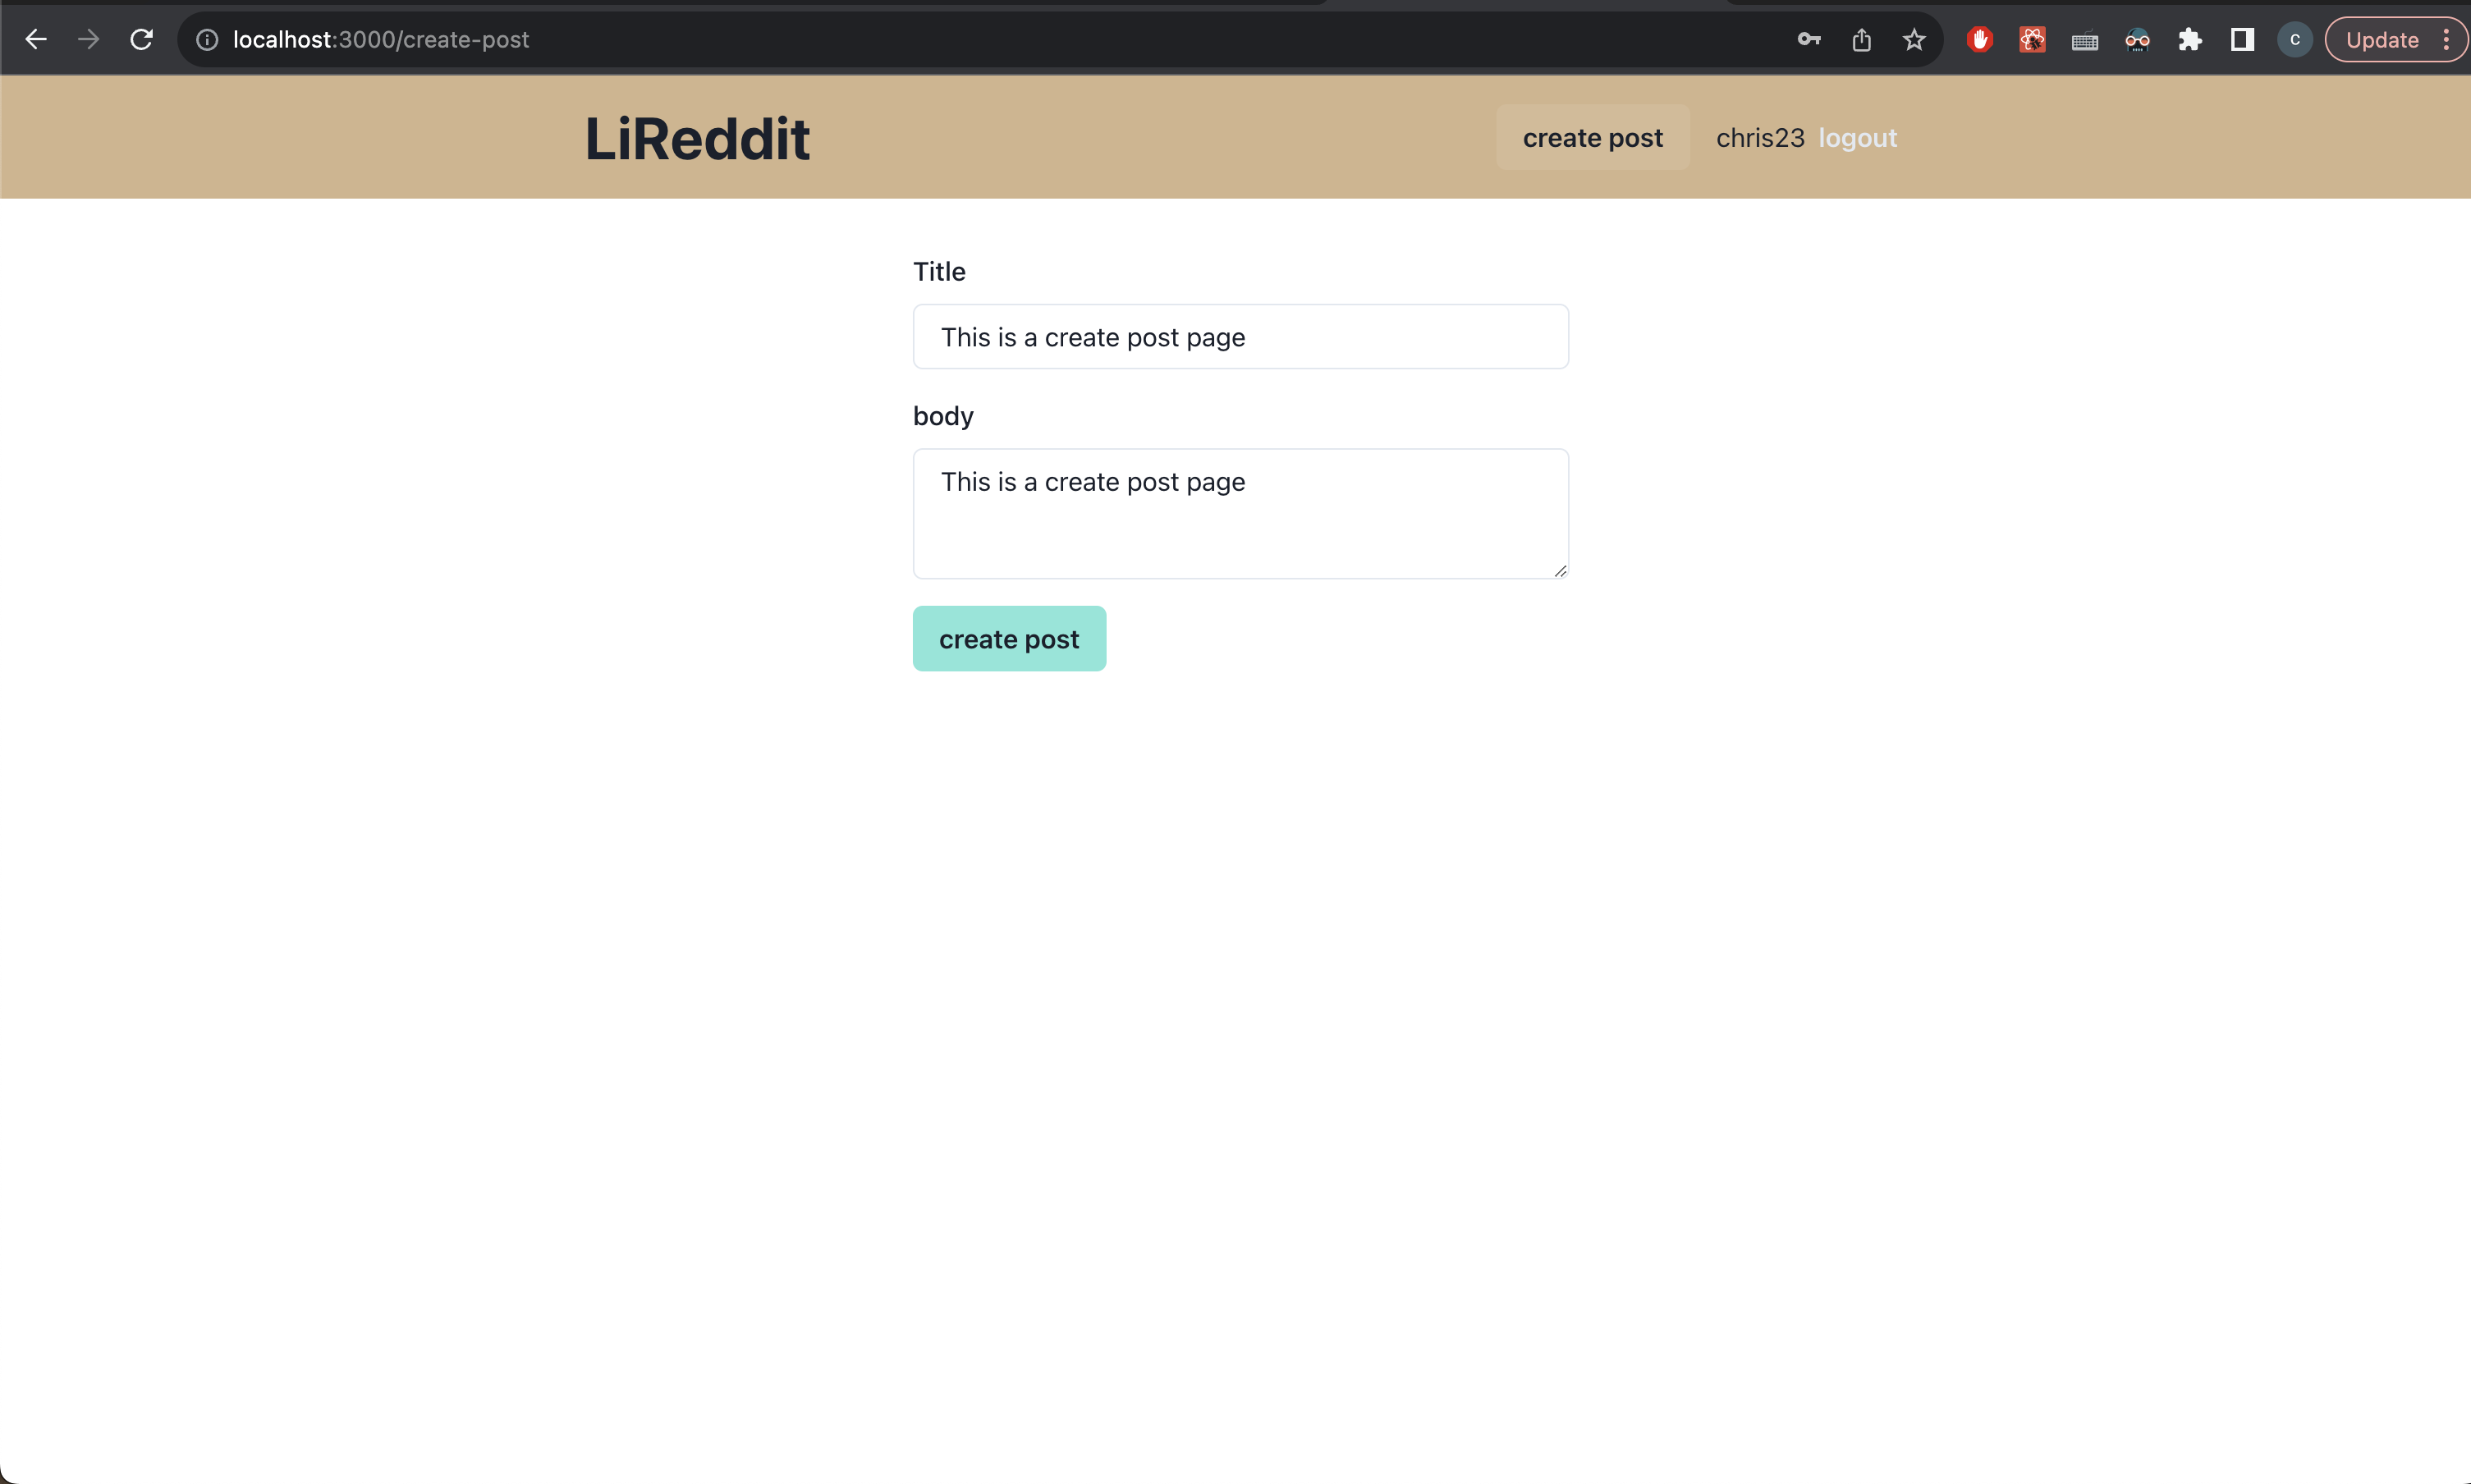 localhost:3000/create-post
C
Update
LiReddit
create post
chris23 logout
Title
This is a create post page
body
This is a create post page
create post